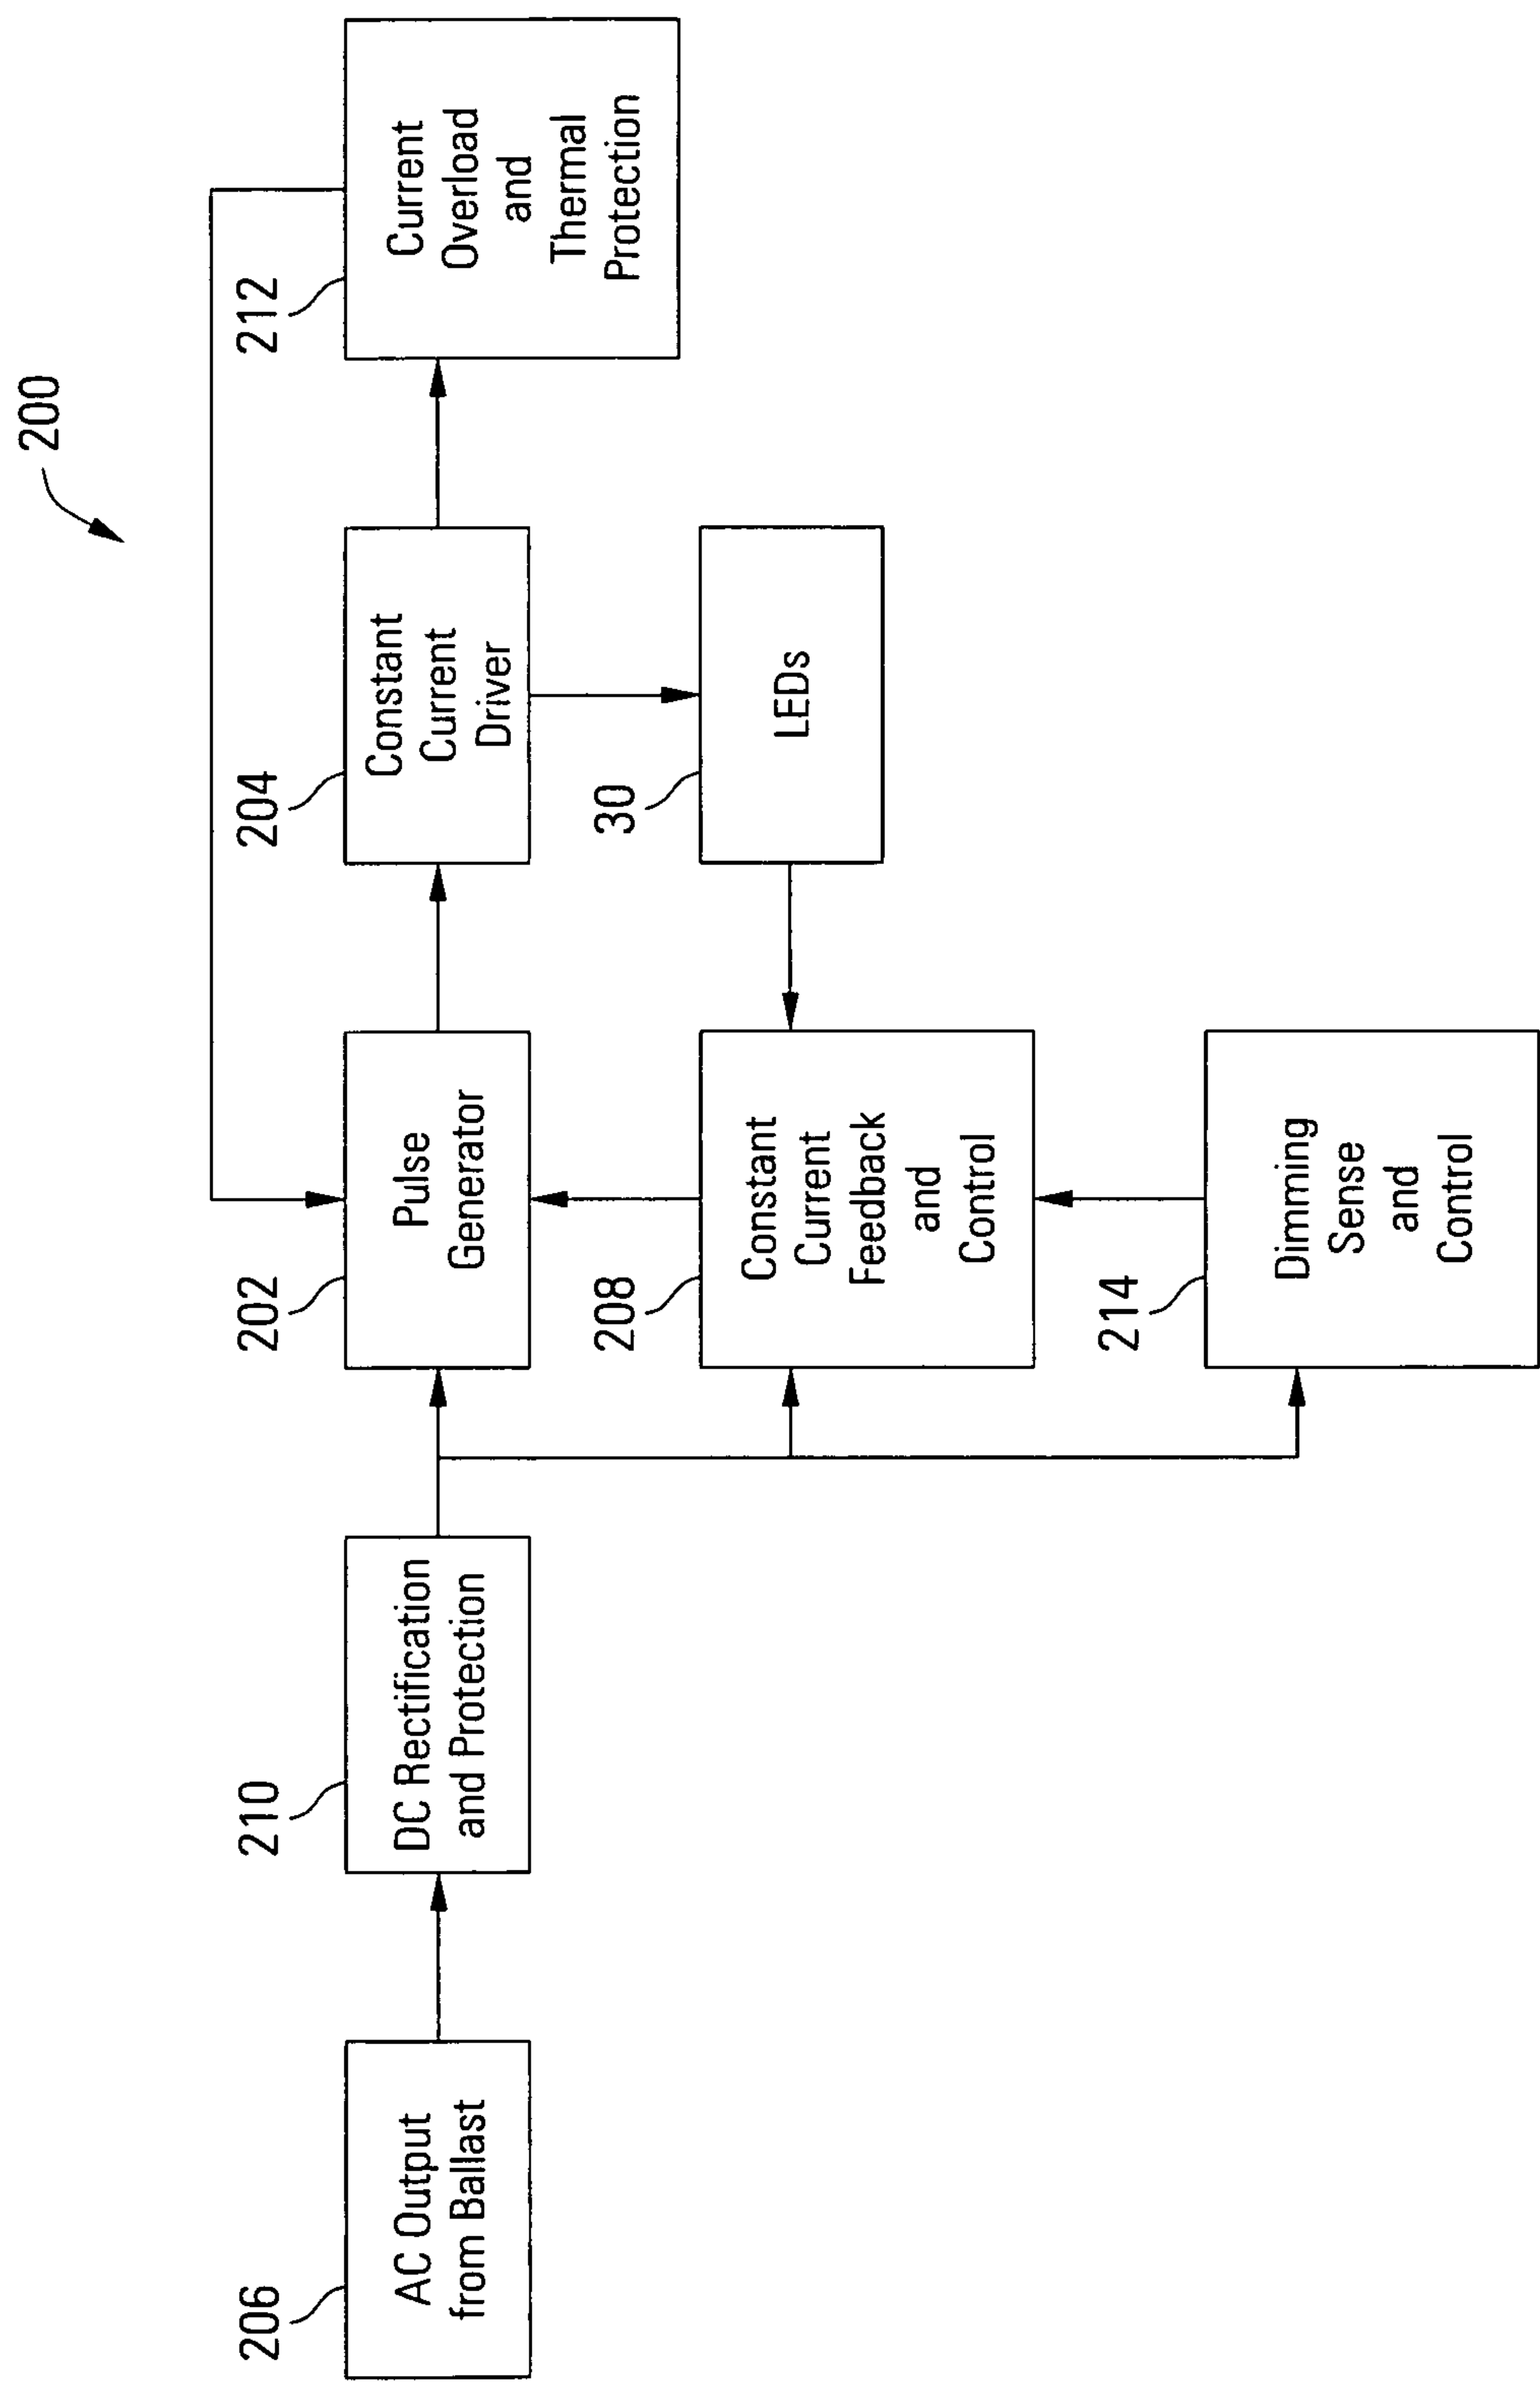 200
206
AC Output
from Ballast
210
DC Rectification
and Protection
202
Pulse
Generator
204
Constant
Current
Driver
212
Current
Overload
and
Thermal
Protection
208
Constant
Current
Feedback
and
Control
30
LEDs
214
Dimming
Sense
and
Control